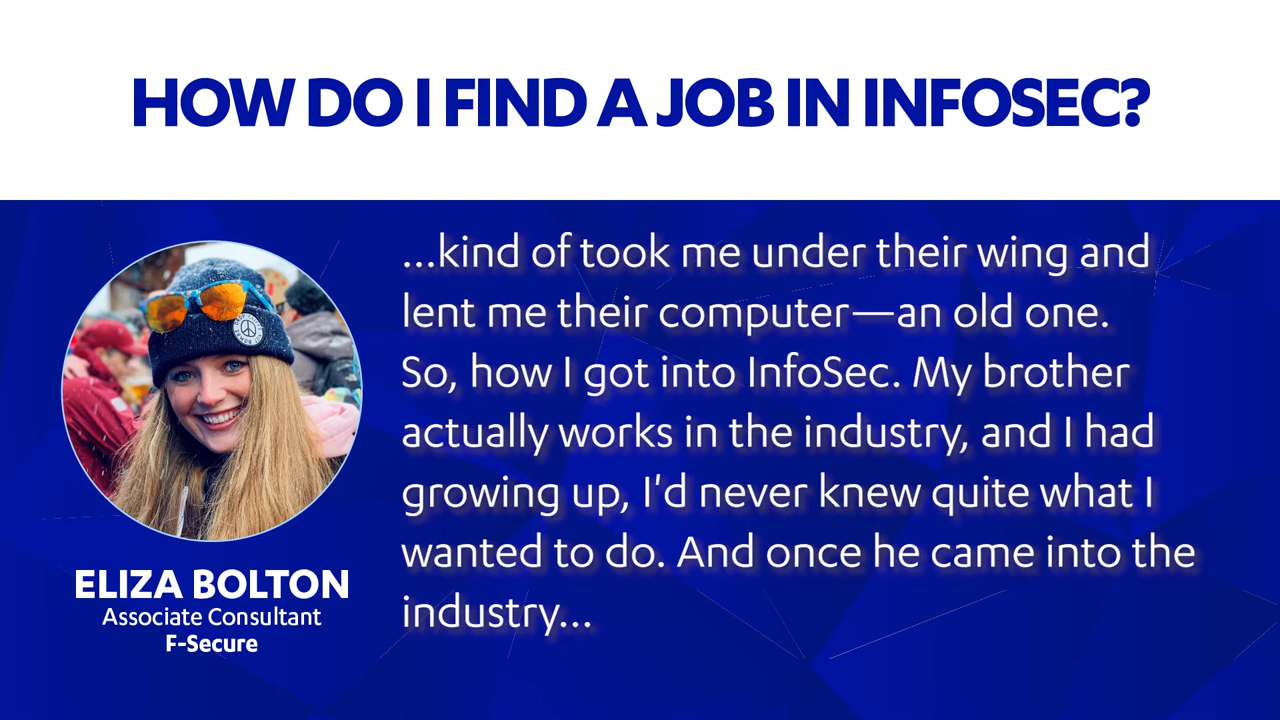 HOW DO I FIND A JOB IN INFOSEC?
...kind of took me under their wing and
lent me their computer—an old one.
So, how I got into InfoSec. My brother
actually works in the industry, and I had
growing up, I'd never knew quite what I
wanted to do. And once he came into the
industry...
ELIZA BOLTON
Associate Consultant
F-Secure